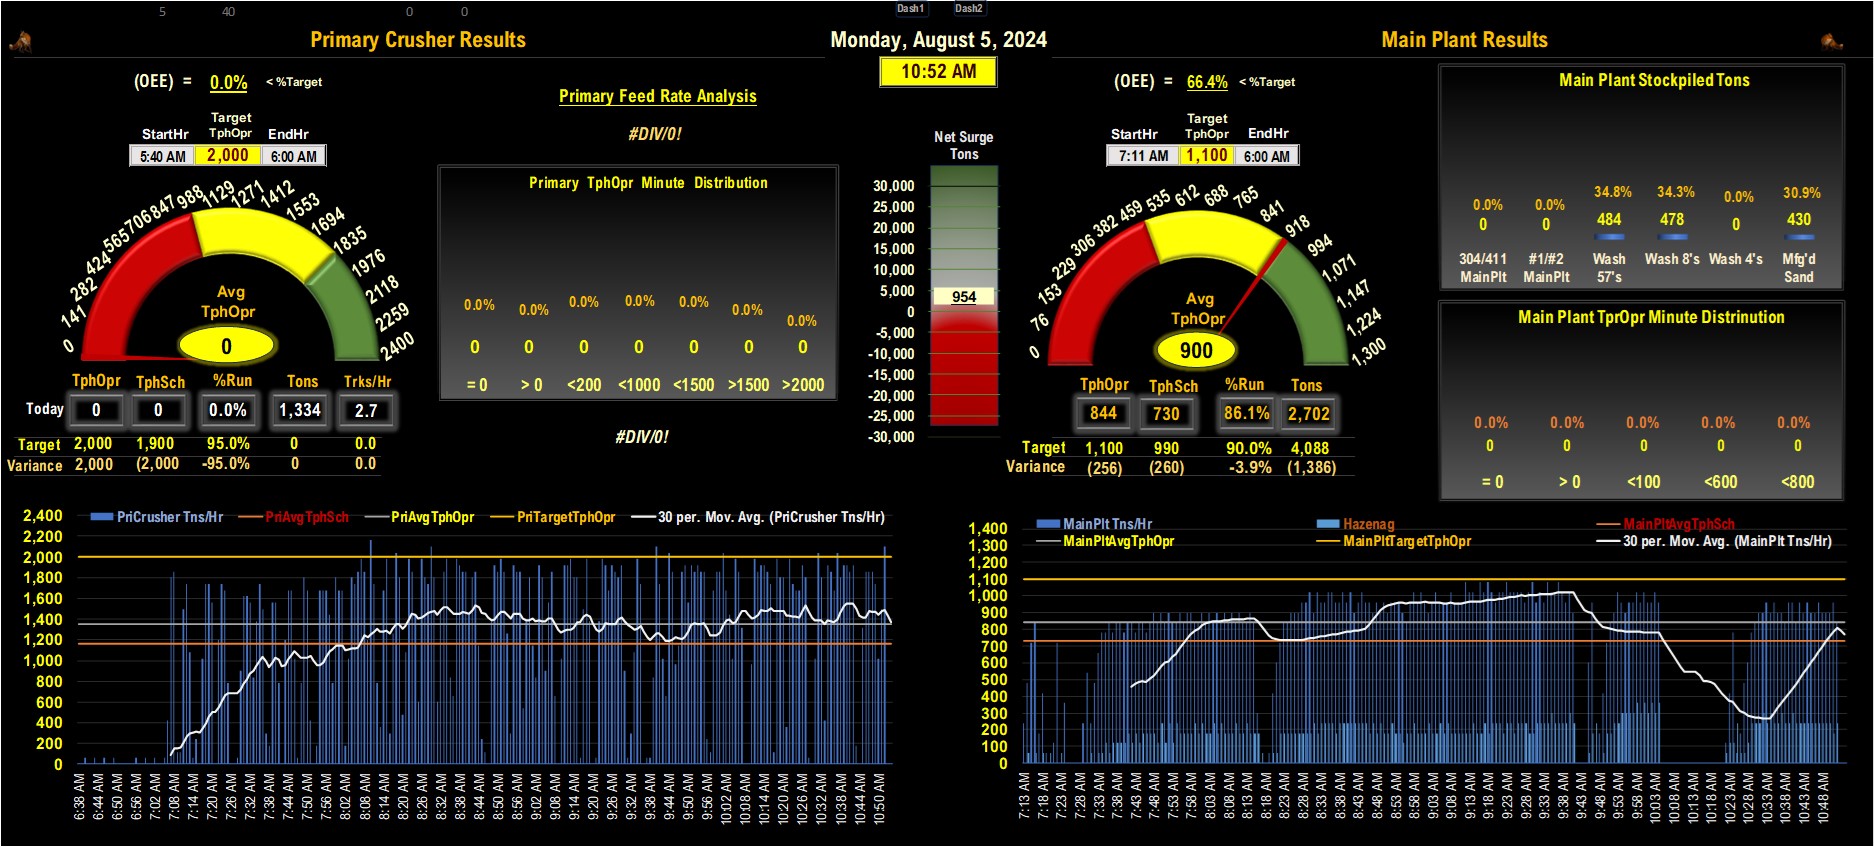 5 40 0 0 Dash1 Dash2
Primary Crusher Results
Monday, August 5, 2024
Main Plant Results
10:52 AM
(OEE) = 0.0% < %Target
Target
StartHr TphOpr EndHr
5:40 AM 2,000 6:00 AM
0 141 282 424 565 706 847 988 1129 1271 1412 1553 1694 1835 1976 2118 2259 2400
Avg
TphOpr
0
TphOpr TphSch %Run Tons Trks/Hr
Today 0 0 0.0% 1,334 2.7
Target 2,000 1,900 95.0% 0 0.0
Variance 2,000 (2,000 -95.0% 0 0.0
Primary Feed Rate Analysis
#DIV/0!
Primary TphOpr Minute Distribution
0.0% 0.0% 0.0% 0.0% 0.0% 0.0% 0.0%
0 0 0 0 0 0 0
= 0 > 0 <200 <1000 <1500 >1500 >2000
#DIV/0!
Net Surge
Tons
30,000
25,000
20,000
15,000
10,000
5,000
954
0
-5,000
-10,000
-15,000
-20,000
-25,000
-30,000
(OEE) = 66.4% < %Target
Target
StartHr TphOpr EndHr
7:11 AM 1,100 6:00 AM
0 76 153 229 306 382 459 535 612 688 765 841 918 994 1,071 1,147 1,224 1,300
Avg
TphOpr
900
TphOpr TphSch %Run Tons
844 730 86.1% 2,702
Target 1,100 990 90.0% 4,088
Variance (256) (260) -3.9% (1,386)
Main Plant Stockpiled Tons
0.0% 0.0% 34.8% 34.3% 0.0% 30.9%
0 0 484 478 0 430
304/411 #1/#2 Wash Wash 8's Wash 4's Mfg'd
MainPlt MainPlt 57's Sand
Main Plant TprOpr Minute Distrinution
0.0% 0.0% 0.0% 0.0% 0.0%
0 0 0 0 0
= 0 > 0 <100 <600 <800
PriCrusher Tns/Hr PriAvgTphSch PriAvgTphOpr PriTargetTphOpr 30 per. Mov. Avg. (PriCrusher Tns/Hr)
2,400
2,200
2,000
1,800
1,600
1,400
1,200
1,000
800
600
400
200
0
6:38 AM 6:44 AM 6:50 AM 6:56 AM 7:02 AM 7:08 AM 7:14 AM 7:20 AM 7:26 AM 7:32 AM 7:38 AM 7:44 AM 7:50 AM 7:56 AM 8:02 AM 8:08 AM 8:14 AM 8:20 AM 8:26 AM 8:32 AM 8:38 AM 8:44 AM 8:50 AM 8:56 AM 9:02 AM 9:08 AM 9:14 AM 9:20 AM 9:26 AM 9:32 AM 9:38 AM 9:44 AM 9:50 AM 9:56 AM 10:02 AM 10:08 AM 10:14 AM 10:20 AM 10:26 AM 10:32 AM 10:38 AM 10:44 AM 10:50 AM
MainPlt Tns/Hr Hazenag MainPltAvgTphSch
MainPltAvgTphOpr MainPltTargetTphOpr 30 per. Mov. Avg. (MainPlt Tns/Hr)
1,400
1,300
1,200
1,100
1,000
900
800
700
600
500
400
300
200
100
0
7:13 AM 7:18 AM 7:23 AM 7:28 AM 7:33 AM 7:38 AM 7:43 AM 7:48 AM 7:53 AM 7:58 AM 8:03 AM 8:08 AM 8:13 AM 8:18 AM 8:23 AM 8:28 AM 8:33 AM 8:38 AM 8:43 AM 8:48 AM 8:53 AM 8:58 AM 9:03 AM 9:08 AM 9:13 AM 9:18 AM 9:23 AM 9:28 AM 9:33 AM 9:38 AM 9:43 AM 9:48 AM 9:53 AM 9:58 AM 10:03 AM 10:08 AM 10:13 AM 10:18 AM 10:23 AM 10:28 AM 10:33 AM 10:38 AM 10:43 AM 10:48 AM